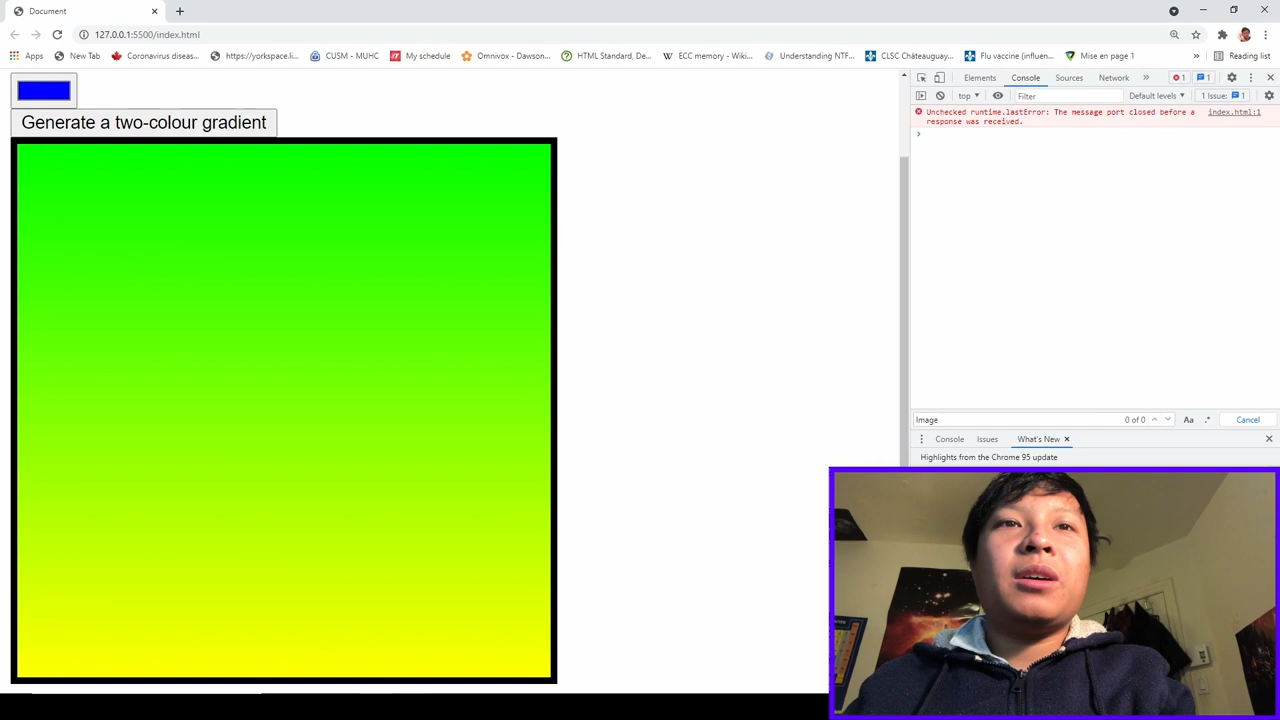 Document
127.0.0.1:5500/index.html
Apps New Tab Coronavirus diseas... https://yorkspace.li... CUSM - MUHC My schedule Omnivox - Dawson... HTML Standard, De... ECC memory - Wiki... Understanding NTF... CLSC Châteauguay,... Flu vaccine (influen... Mise en page 1 » Reading list
Elements Console Sources Network » 1 1
top Filter Default levels 1 Issue: 1
Generate a two-colour gradient
Unchecked runtime.lastError: The message port closed before a index.html:1
response was received.
Image 0 of 0 Aa .* Cancel
Console Issues What's New
Highlights from the Chrome 95 update